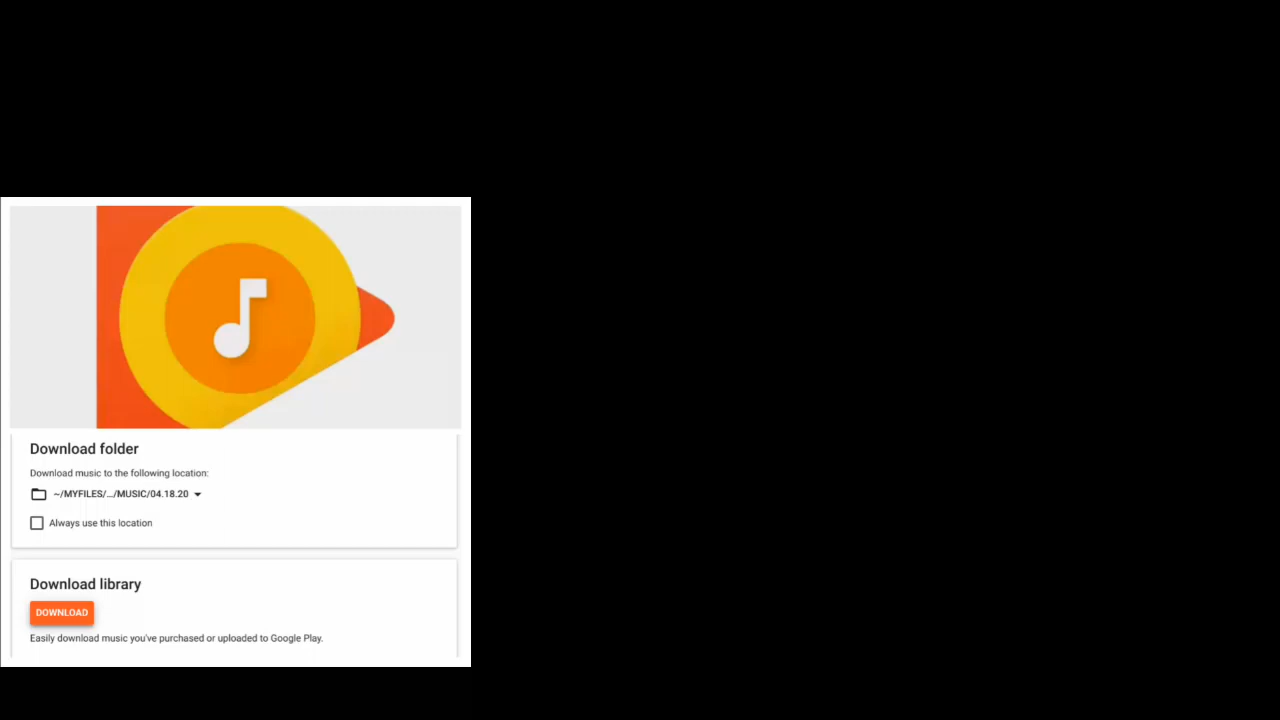 Download folder
Download music to the following location:
~/MYFILES/.../MUSIC/04.18.20
Always use this location
Download library
DOWNLOAD
Easily download music you've purchased or uploaded to Google Play.